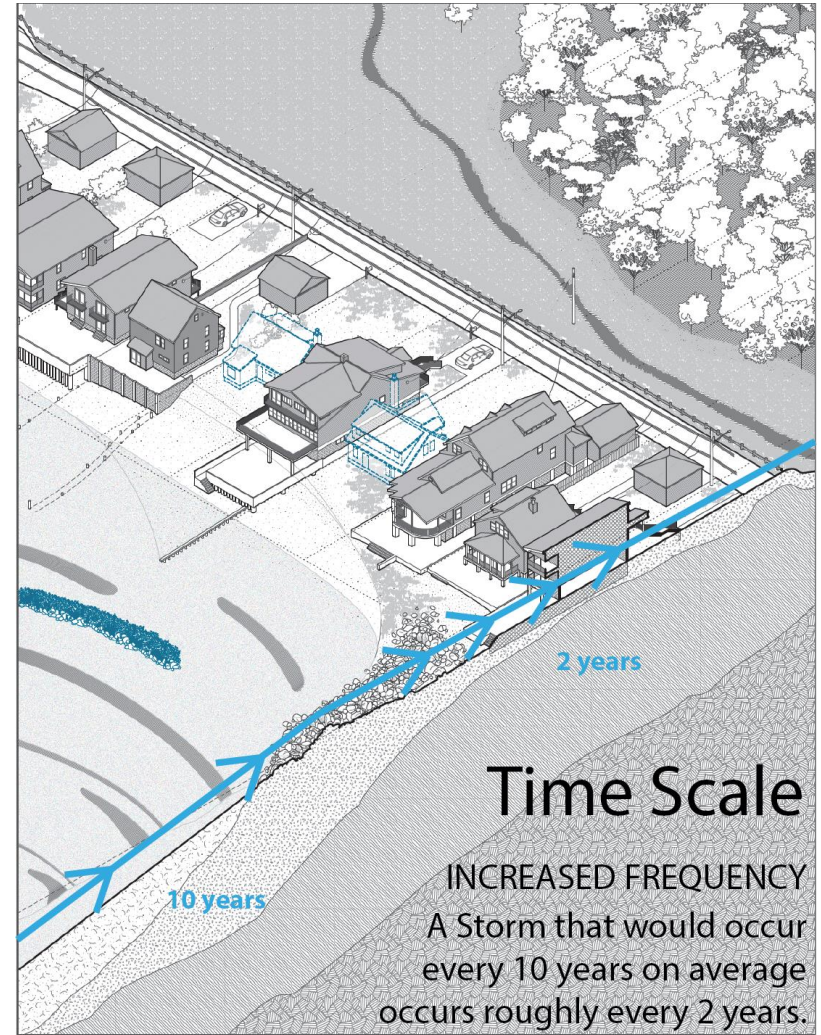 2 years
Time Scale
INCREASED FREQUENCY
10 years
A Storm that would occur
every 10 years on average
occurs roughly every 2 years.